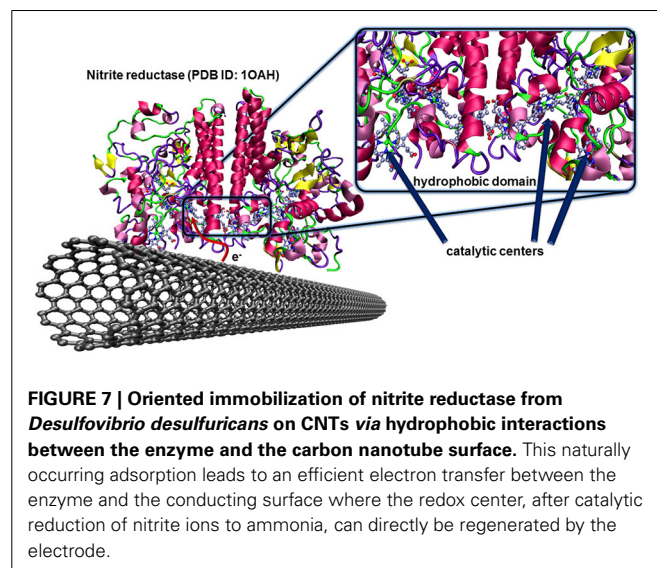 Nitrite reductase (PDB ID: 1OAH)
hydrophobic domain
e-
catalytic centers
FIGURE 7 | Oriented immobilization of nitrite reductase from
Desulfovibrio desulfuricans on CNTs via hydrophobic interactions
between the enzyme and the carbon nanotube surface. This naturally
occurring adsorption leads to an efficient electron transfer between the
enzyme and the conducting surface where the redox center, after catalytic
reduction of nitrite ions to ammonia, can directly be regenerated by the
electrode.